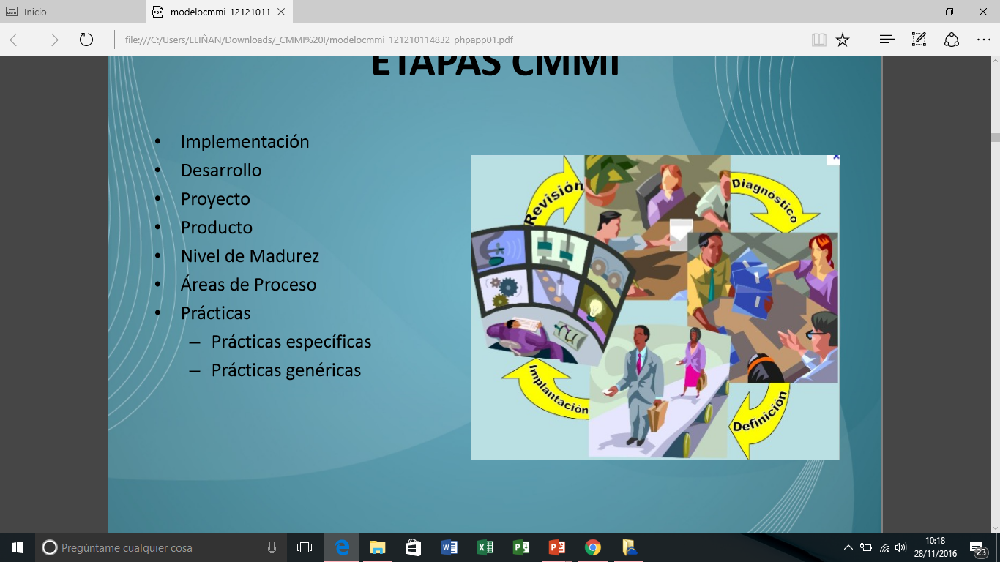 Inicio
modelocmmi-12121011
file:///C:/Users/ELIÑAN/Downloads/_CMMI%20I/modelocmmi-121210114832-phpapp01.pdf
ETAPAS CMMI
• Implementación
• Desarrollo
• Proyecto
• Producto
• Nivel de Madurez
• Áreas de Proceso
• Prácticas
– Prácticas específicas
– Prácticas genéricas
Revisión
Diagnóstico
Implantación
Definición
Pregúntame cualquier cosa
10:18
28/11/2016
23